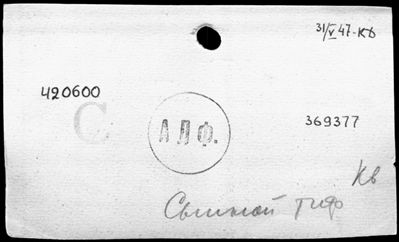 31/V 47-Кв
420600
С
АЛФ.
369377
Кв
Сыпной тиф